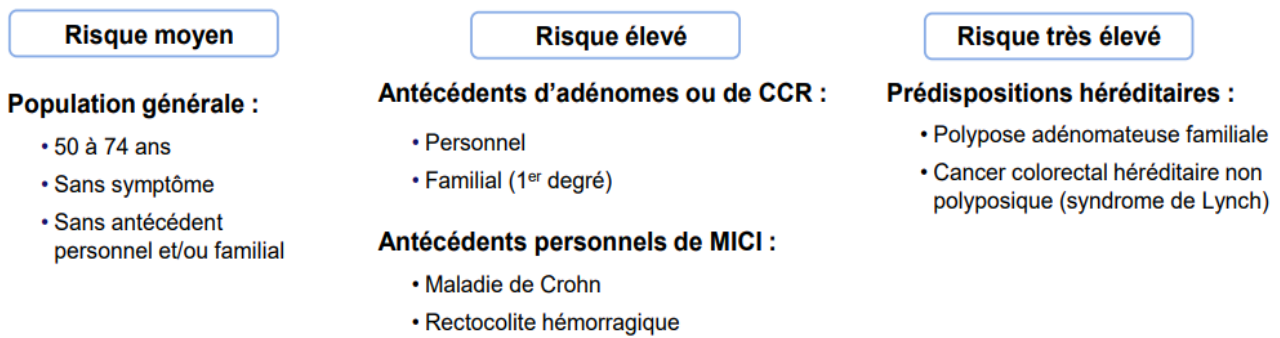 Risque moyen
Population générale :
• 50 à 74 ans
• Sans symptôme
• Sans antécédent
personnel et/ou familial
Risque élevé
Antécédents d’adénomes ou de CCR :
• Personnel
• Familial (1er degré)
Antécédents personnels de MICI :
• Maladie de Crohn
• Rectocolite hémorragique
Risque très élevé
Prédispositions héréditaires :
• Polypose adénomateuse familiale
• Cancer colorectal héréditaire non
polyposique (syndrome de Lynch)